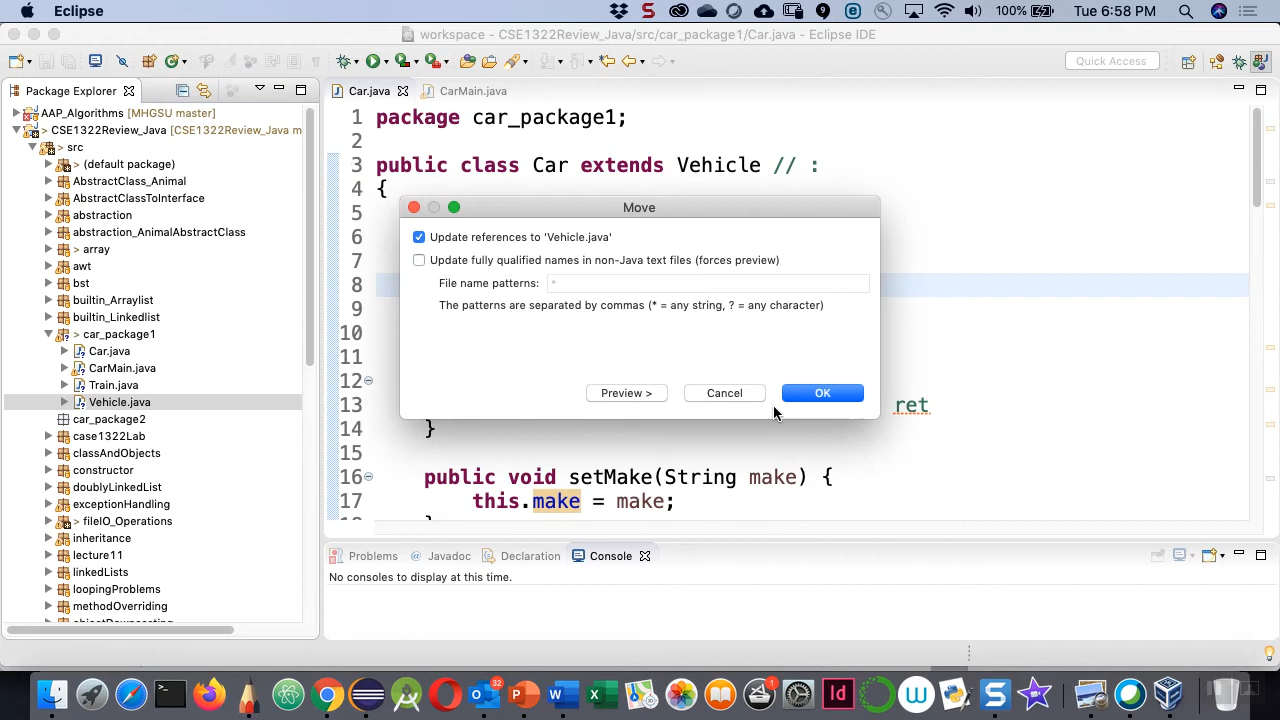 Eclipse
9
100%
Tue 6:58 PM
workspace - CSE1322Review_Java/src/car_package1/Car.java - Eclipse IDE
Quick Access
Package Explorer
Car.java
CarMain.java
AAP_Algorithms [MHGSU master]
> CSE1322Review_Java [CSE1322Review_Java m
> src
> (default package)
AbstractClass_Animal
AbstractClassToInterface
abstraction
abstraction_AnimalAbstractClass
> array
awt
bst
builtin_Arraylist
builtin_Linkedlist
> car_package1
Car.java
CarMain.java
Train.java
Vehicle.java
car_package2
case1322Lab
classAndObjects
constructor
doublyLinkedList
exceptionHandling
> fileIO_Operations
inheritance
lecture11
linkedLists
loopingProblems
methodOverriding
1 package car_package1;
2
3 public class Car extends Vehicle // :
4 {
5
6
7
8
9
10
11
12
13 ret
14 }
15
16 public void setMake(String make) {
17 this.make = make;
Move
Update references to 'Vehicle.java'
Update fully qualified names in non-Java text files (forces preview)
File name patterns: *
The patterns are separated by commas (* = any string, ? = any character)
Preview >
Cancel
OK
Problems
@ Javadoc
Declaration
Console
No consoles to display at this time.
32
1
P
W
X
Id
W
S